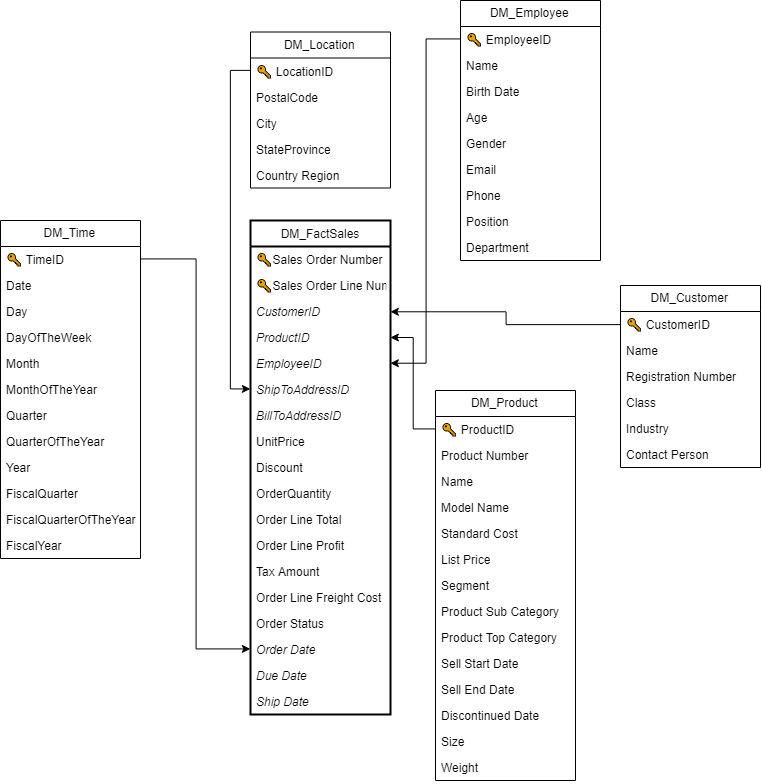 DM_Employee
EmployeeID
Name
Birth Date
Age
Gender
Email
Phone
Position
Department
DM_Location
LocationID
PostalCode
City
StateProvince
Country Region
DM_Time
TimeID
Date
Day
DayOfTheWeek
Month
MonthOfTheYear
Quarter
QuarterOfTheYear
Year
FiscalQuarter
FiscalQuarterOfTheYear
FiscalYear
DM_FactSales
Sales Order Number
Sales Order Line Num
CustomerID
ProductID
EmployeeID
ShipToAddressID
BillToAddressID
UnitPrice
Discount
OrderQuantity
Order Line Total
Order Line Profit
Tax Amount
Order Line Freight Cost
Order Status
Order Date
Due Date
Ship Date
DM_Customer
CustomerID
Name
Registration Number
Class
Industry
Contact Person
DM_Product
ProductID
Product Number
Name
Model Name
Standard Cost
List Price
Segment
Product Sub Category
Product Top Category
Sell Start Date
Sell End Date
Discontinued Date
Size
Weight